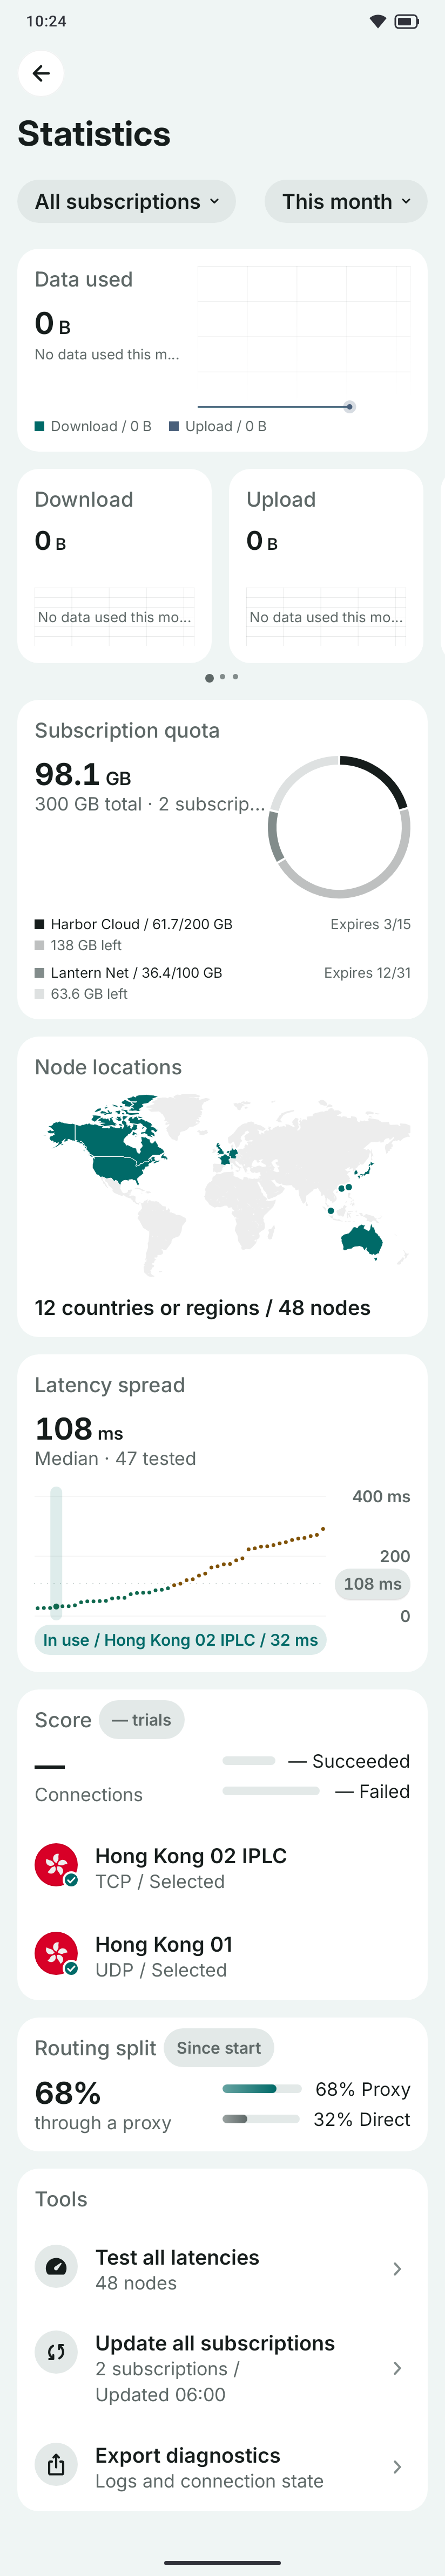 10:24
Statistics
All subscriptions
This month
Data used
0 B
No data used this m...
Download / 0 B
Upload / 0 B
Download
0 B
No data used this mo...
Upload
0 B
No data used this mo...
Subscription quota
98.1 GB
300 GB total · 2 subscrip...
Harbor Cloud / 61.7/200 GB
Expires 3/15
138 GB left
Lantern Net / 36.4/100 GB
Expires 12/31
63.6 GB left
Node locations
12 countries or regions / 48 nodes
Latency spread
108 ms
Median · 47 tested
400 ms
200
108 ms
0
In use / Hong Kong 02 IPLC / 32 ms
Score
— trials
—
— Succeeded
Connections
— Failed
Hong Kong 02 IPLC
TCP / Selected
Hong Kong 01
UDP / Selected
Routing split
Since start
68%
68% Proxy
through a proxy
32% Direct
Tools
Test all latencies
48 nodes
Update all subscriptions
2 subscriptions /
Updated 06:00
Export diagnostics
Logs and connection state